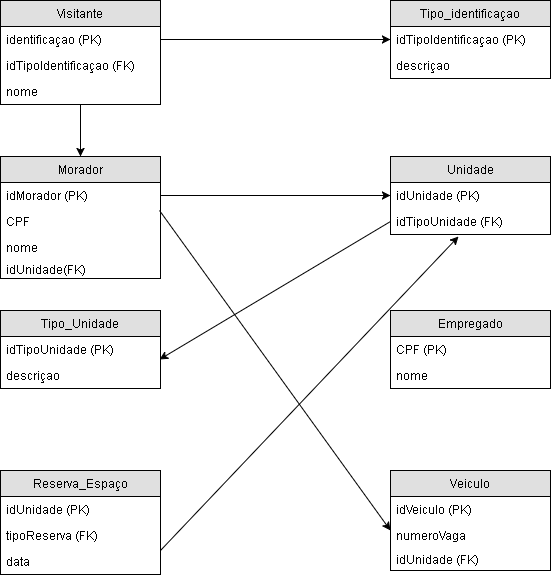 Visitante
identificaçao (PK)
idTipoIdentificaçao (FK)
nome
Tipo_identificaçao
idTipoIdentificaçao (PK)
descriçao
Morador
idMorador (PK)
CPF
nome
idUnidade(FK)
Unidade
idUnidade (PK)
idTipoUnidade (FK)
Tipo_Unidade
idTipoUnidade (PK)
descriçao
Empregado
CPF (PK)
nome
Reserva_Espaço
idUnidade (PK)
tipoReserva (FK)
data
Veiculo
idVeiculo (PK)
numeroVaga
idUnidade (FK)